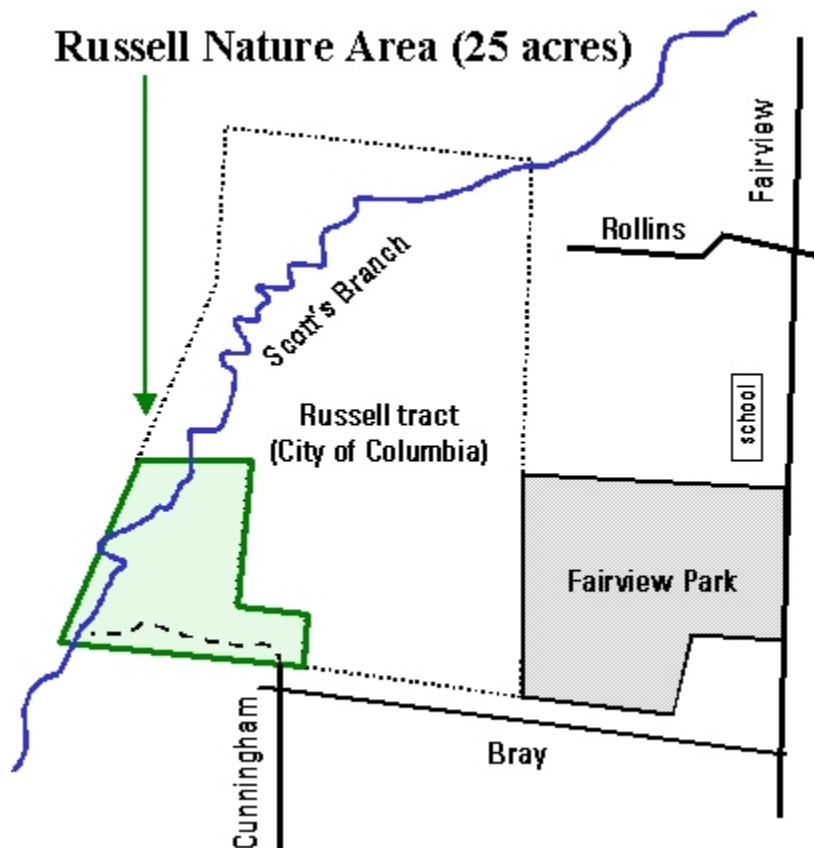 Russell Nature Area (25 acres)
Fairview
Rollins
Scott's Branch
school
Russell tract
(City of Columbia)
Fairview Park
Cunningham
Bray